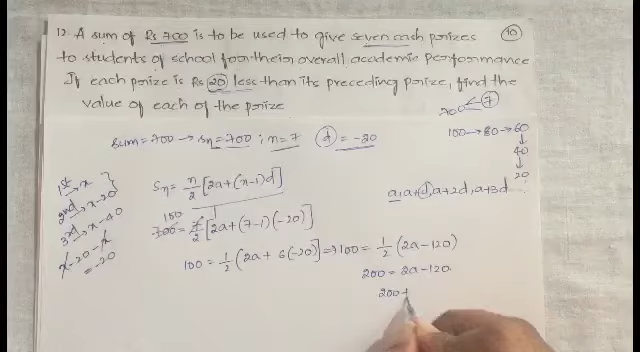 1) A sum of Rs 700 is to be used to give seven cash prizes
to students of school for their overall academic performance
If each prize is Rs 20 less than its preceding prize, find the
value of each of the prize
10
700 < 7
Sum = 700 → Sn = 700 ; n = 7 d = -20
100 → 80 → 60
↓
40
↓
20
1st → x
2nd → x-20
3rd → x-40
x-20-x
= -20
Sn = n/2 [2a+(n-1)d]
a, a+d, a+2d, a+3d ...
100
700 = 7/2 [2a+(7-1)(-20)]
100 = 1/2 (2a + 6(-20)] ⇒ 100 = 1/2 (2a-120)
200 = 2a-120
200+